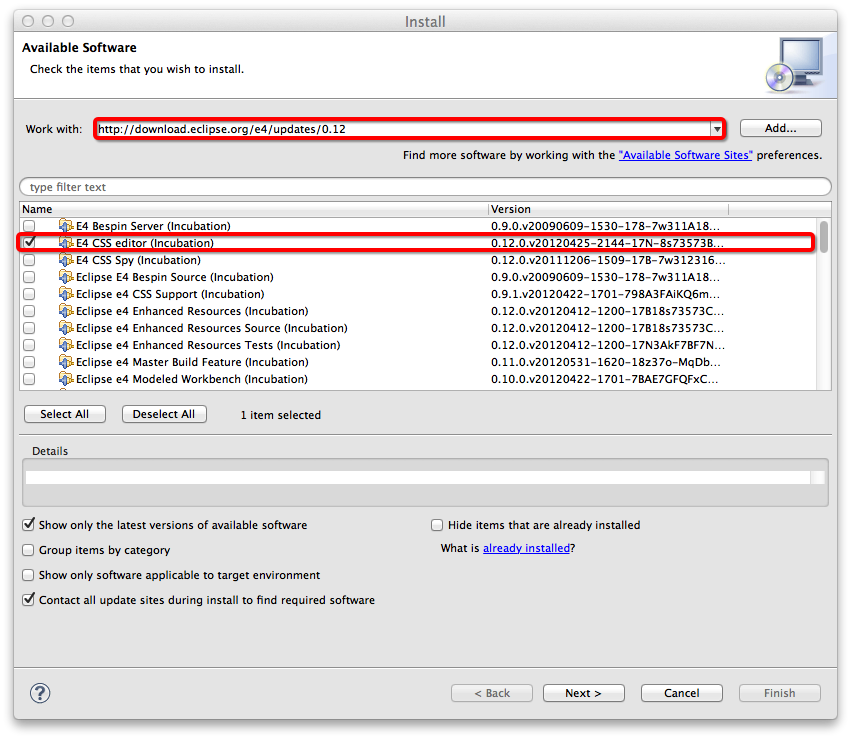 Install
Available Software
Check the items that you wish to install.
Work with: http://download.eclipse.org/e4/updates/0.12 Add...
Find more software by working with the "Available Software Sites" preferences.
type filter text
Name Version
E4 Bespin Server (Incubation) 0.9.0.v20090609-1530-178-7w311A18...
E4 CSS editor (Incubation) 0.12.0.v20120425-2144-17N-8s73573B...
E4 CSS Spy (Incubation) 0.12.0.v20111206-1509-17B-7w312316...
Eclipse E4 Bespin Source (Incubation) 0.9.0.v20090609-1530-178-7w311A18...
Eclipse e4 CSS Support (Incubation) 0.9.1.v20120422-1701-798A3FAiKQ6m...
Eclipse e4 Enhanced Resources (Incubation) 0.12.0.v20120412-1200-17B18s73573C...
Eclipse e4 Enhanced Resources Source (Incubation) 0.12.0.v20120412-1200-17B18s73573C...
Eclipse e4 Enhanced Resources Tests (Incubation) 0.12.0.v20120412-1200-17N3AkF7BF7N...
Eclipse e4 Master Build Feature (Incubation) 0.11.0.v20120531-1620-18z37o-MqDb...
Eclipse e4 Modeled Workbench (Incubation) 0.10.0.v20120422-1701-7BAE7GFQFxC...
Select All Deselect All 1 item selected
Details
Show only the latest versions of available software Hide items that are already installed
Group items by category What is already installed?
Show only software applicable to target environment
Contact all update sites during install to find required software
? < Back Next > Cancel Finish